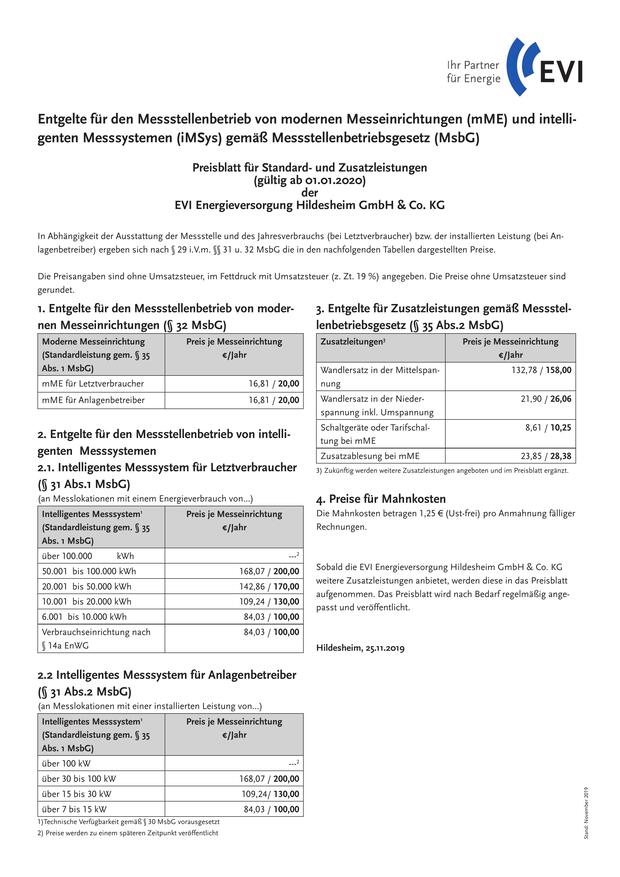 Ihr Partner
für Energie
EVI
Entgelte für den Messstellenbetrieb von modernen Messeinrichtungen (mME) und intelli-
genten Messsystemen (iMSys) gemäß Messstellenbetriebsgesetz (MsbG)
Preisblatt für Standard- und Zusatzleistungen
(gültig ab 01.01.2020)
der
EVI Energieversorgung Hildesheim GmbH & Co. KG
In Abhängigkeit der Ausstattung der Messstelle und des Jahresverbrauchs (bei Letztverbraucher) bzw. der installierten Leistung (bei An-
lagenbetreiber) ergeben sich nach § 29 i.V.m. §§ 31 u. 32 MsbG die in den nachfolgenden Tabellen dargestellten Preise.
Die Preisangaben sind ohne Umsatzsteuer, im Fettdruck mit Umsatzsteuer (z. Zt. 19 %) angegeben. Die Preise ohne Umsatzsteuer sind
gerundet.
1. Entgelte für den Messstellenbetrieb von moder-
nen Messeinrichtungen (§ 32 MsbG)
Moderne Messeinrichtung
(Standardleistung gem. § 35
Abs. 1 MsbG)
Preis je Messeinrichtung
€/Jahr
mME für Letztverbraucher 16,81 / 20,00
mME für Anlagenbetreiber 16,81 / 20,00
2. Entgelte für den Messstellenbetrieb von intelli-
genten Messsystemen
2.1. Intelligentes Messsystem für Letztverbraucher
(§ 31 Abs.1 MsbG)
(an Messlokationen mit einem Energieverbrauch von...)
Intelligentes Messsystem¹
(Standardleistung gem. § 35
Abs. 1 MsbG)
Preis je Messeinrichtung
€/Jahr
über 100.000 kWh ---²
50.001 bis 100.000 kWh 168,07 / 200,00
20.001 bis 50.000 kWh 142,86 / 170,00
10.001 bis 20.000 kWh 109,24 / 130,00
6.001 bis 10.000 kWh 84,03 / 100,00
Verbrauchseinrichtung nach 84,03 / 100,00
§ 14a EnWG
2.2 Intelligentes Messsystem für Anlagenbetreiber
(§ 31 Abs.2 MsbG)
(an Messlokationen mit einer installierten Leistung von...)
Intelligentes Messsystem¹
(Standardleistung gem. § 35
Abs. 1 MsbG)
Preis je Messeinrichtung
€/Jahr
über 100 kW ---²
über 30 bis 100 kW 168,07 / 200,00
über 15 bis 30 kW 109,24/ 130,00
über 7 bis 15 kW 84,03 / 100,00
1)Technische Verfügbarkeit gemäß § 30 MsbG vorausgesetzt
2) Preise werden zu einem späteren Zeitpunkt veröffentlicht
3. Entgelte für Zusatzleistungen gemäß Messstel-
lenbetriebsgesetz (§ 35 Abs.2 MsbG)
Zusatzleitungen³
Preis je Messeinrichtung
€/Jahr
Wandlersatz in der Mittelspan- 132,78 / 158,00
nung
Wandlersatz in der Nieder- 21,90 / 26,06
spannung inkl. Umspannung
Schaltgeräte oder Tarifschal- 8,61 / 10,25
tung bei mME
Zusatzablesung bei mME 23,85 / 28,38
3) Zukünftig werden weitere Zusatzleistungen angeboten und im Preisblatt ergänzt.
4. Preise für Mahnkosten
Die Mahnkosten betragen 1,25 € (Ust-frei) pro Anmahnung fälliger
Rechnungen.
Sobald die EVI Energieversorgung Hildesheim GmbH & Co. KG
weitere Zusatzleistungen anbietet, werden diese in das Preisblatt
aufgenommen. Das Preisblatt wird nach Bedarf regelmäßig ange-
passt und veröffentlicht.
Hildesheim, 25.11.2019
Stand: November 2019